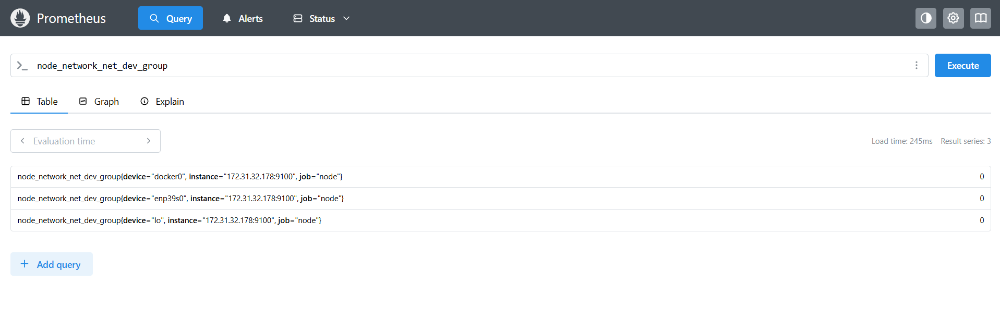 Prometheus Query Alerts Status
node_network_net_dev_group Execute
Table Graph Explain
Evaluation time Load time: 245ms Result series: 3
node_network_net_dev_group{device="docker0", instance="172.31.32.178:9100", job="node"} 0
node_network_net_dev_group{device="enp39s0", instance="172.31.32.178:9100", job="node"} 0
node_network_net_dev_group{device="lo", instance="172.31.32.178:9100", job="node"} 0
Add query